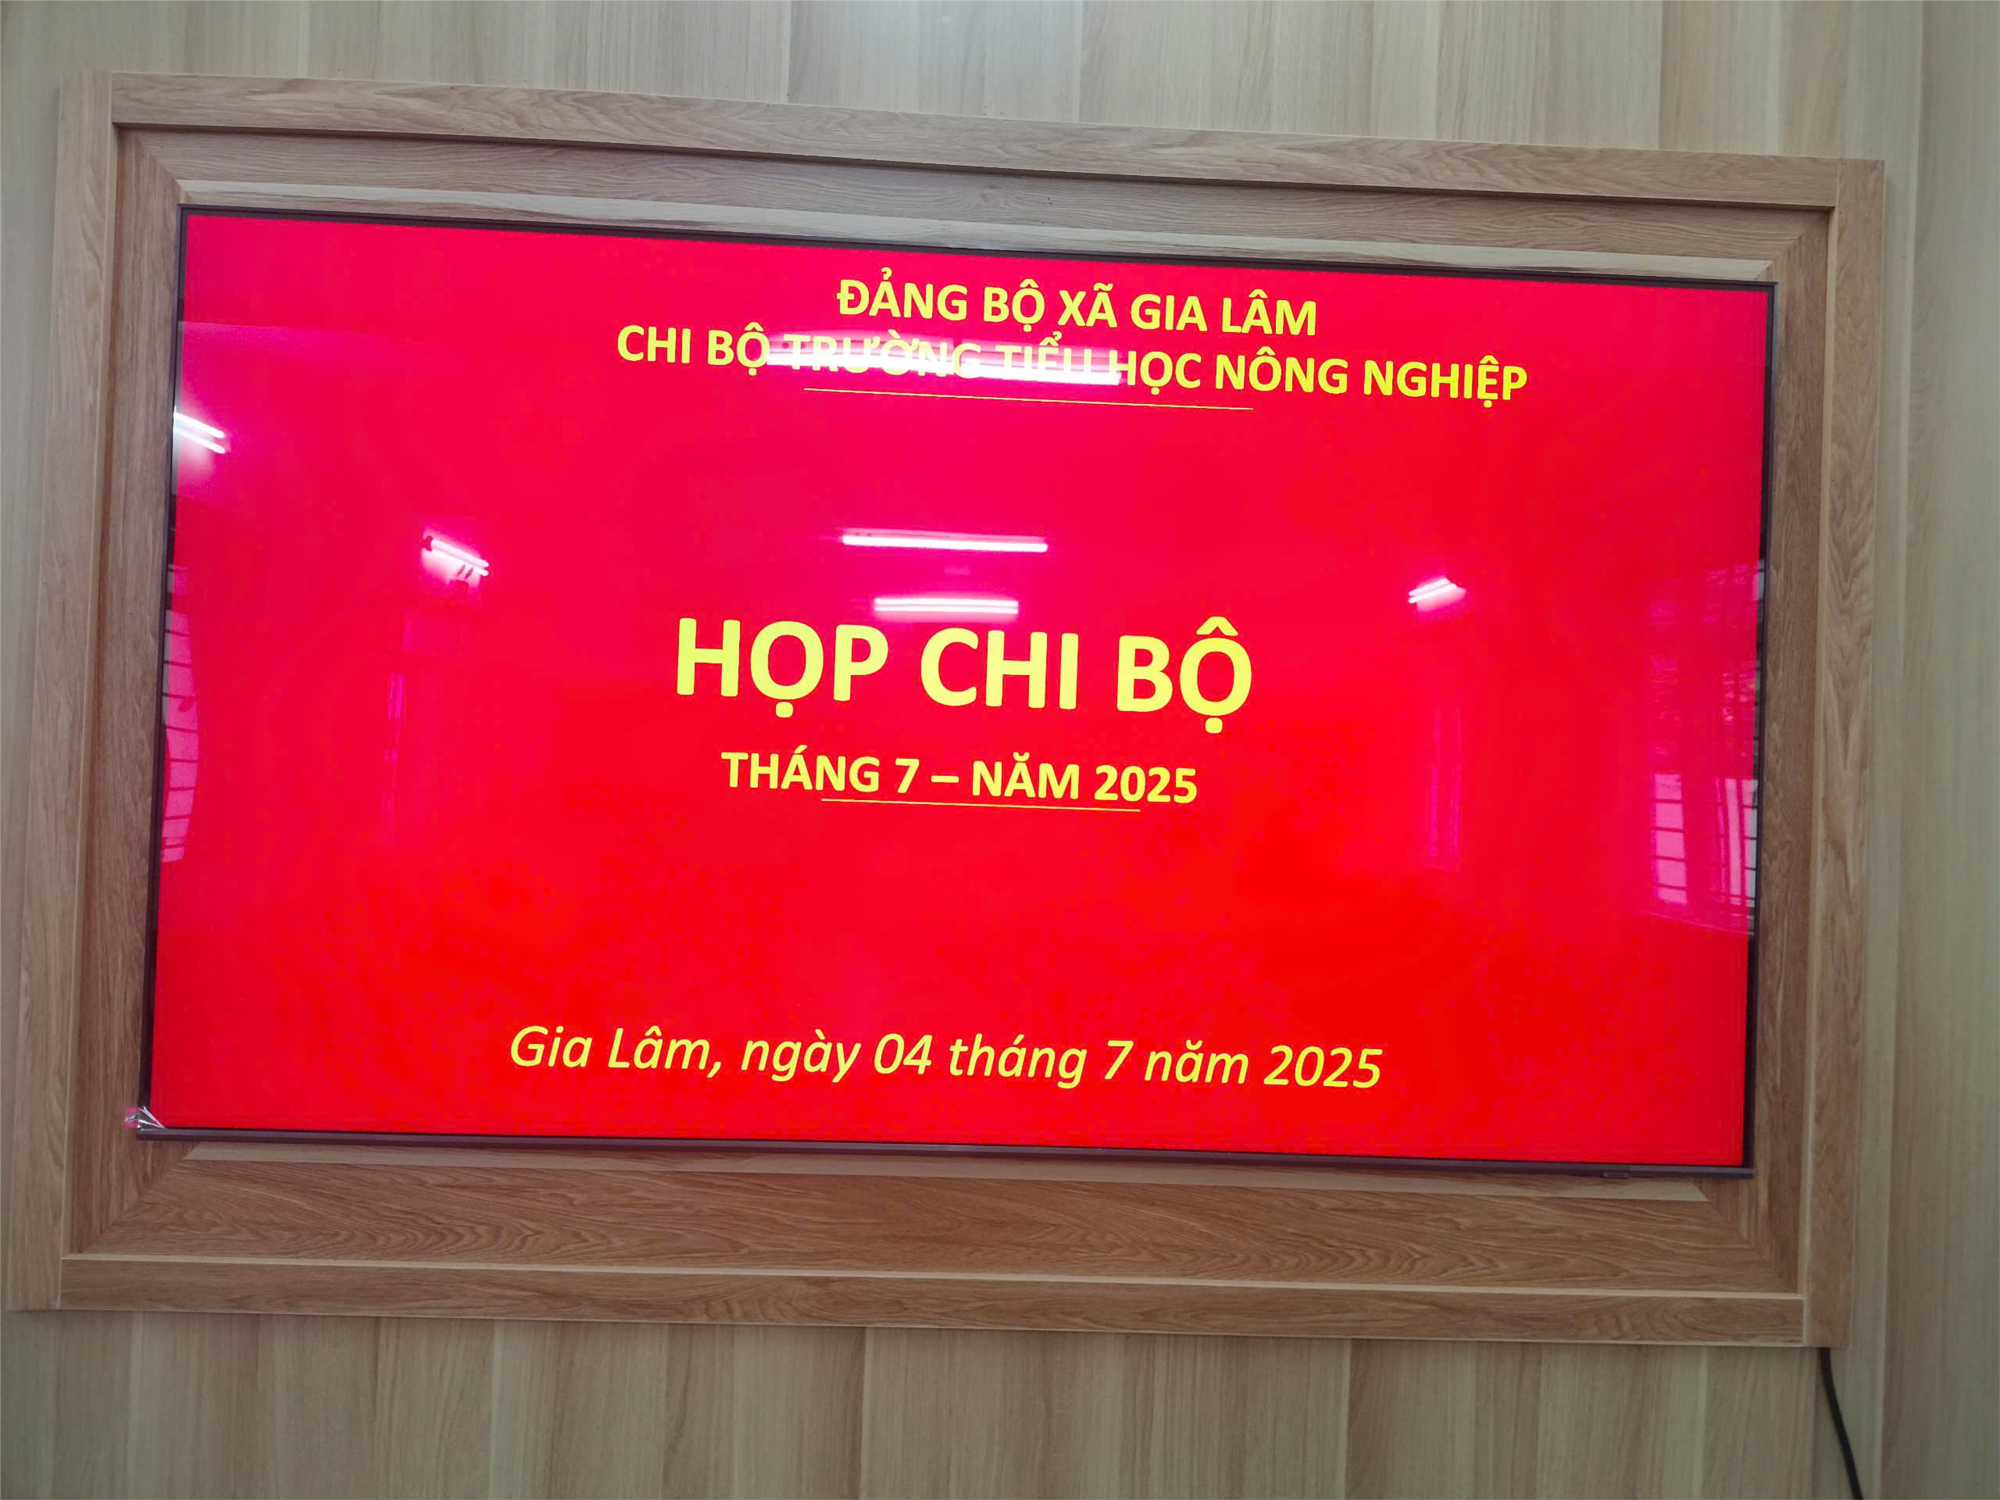 ĐẢNG BỘ XÃ GIA LÂM
CHI BỘ TRƯỜNG TIỂU HỌC NÔNG NGHIỆP
HỌP CHI BỘ
THÁNG 7 – NĂM 2025
Gia Lâm, ngày 04 tháng 7 năm 2025